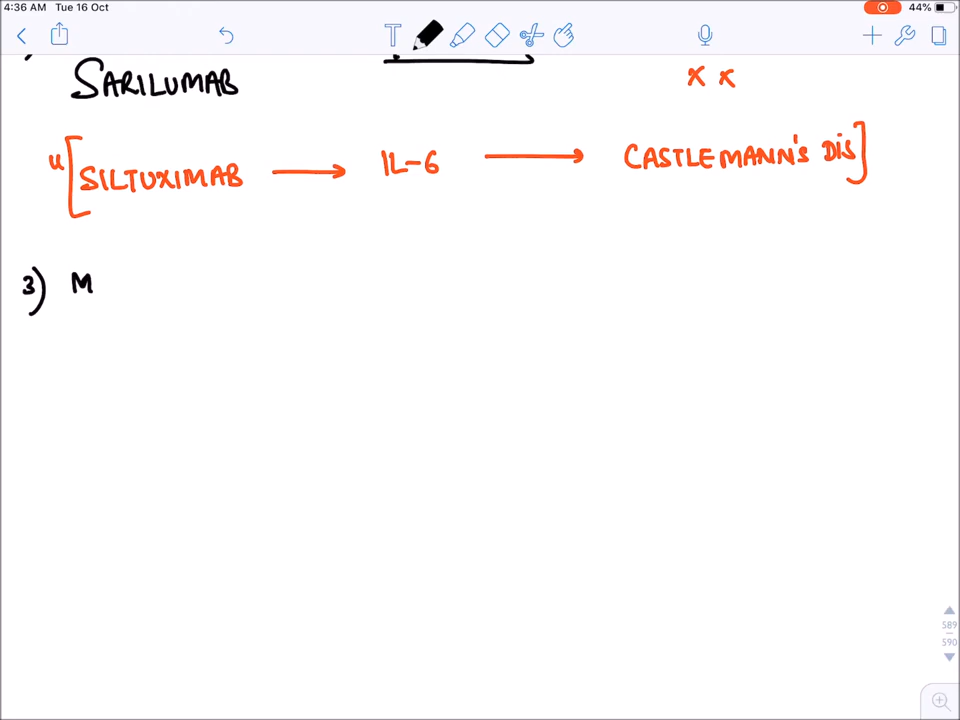 4:36 AM Tue 16 Oct 44%
T
SARILUMAB x x
u [SILTUXIMAB → IL-6 → CASTLEMANN'S DIS]
3) M
589
590